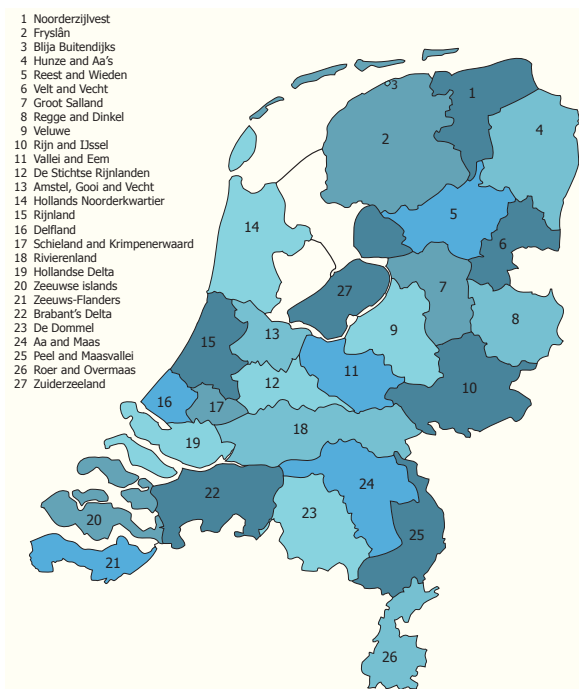 1 Noorderzijlvest
2 Fryslân
3 Blija Buitendijks
4 Hunze and Aa's
5 Reest and Wieden
6 Velt and Vecht
7 Groot Salland
8 Regge and Dinkel
9 Veluwe
10 Rijn and IJssel
11 Vallei and Eem
12 De Stichtse Rijnlanden
13 Amstel, Gooi and Vecht
14 Hollands Noorderkwartier
15 Rijnland
16 Delfland
17 Schieland and Krimpenerwaard
18 Rivierenland
19 Hollandse Delta
20 Zeeuwse islands
21 Zeeuws-Flanders
22 Brabant's Delta
23 De Dommel
24 Aa and Maas
25 Peel and Maasvallei
26 Roer and Overmaas
27 Zuiderzeeland
3
1
4
2
5
14
6
27
7
8
13
9
15
11
12
10
16
17
18
19
24
22
23
20
25
21
26